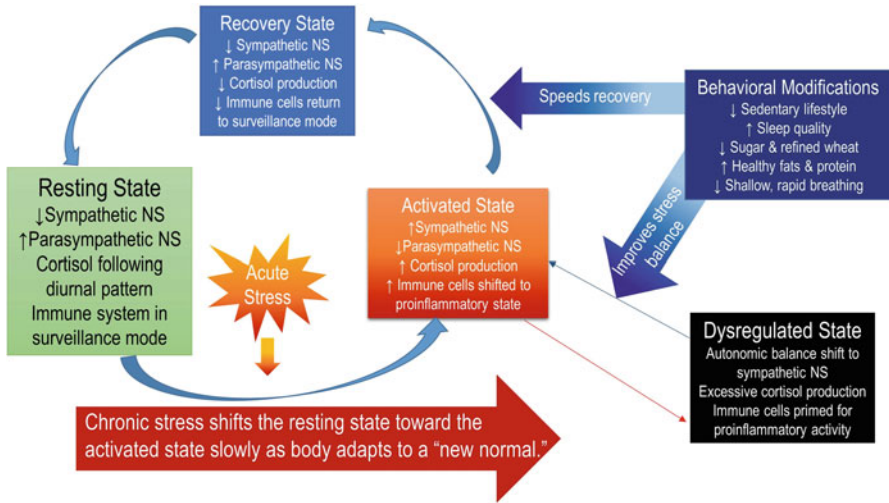 Recovery State
↓ Sympathetic NS
↑ Parasympathetic NS
↓ Cortisol production
↓ Immune cells return
to surveillance mode
Speeds recovery
Behavioral Modifications
↓ Sedentary lifestyle
↑ Sleep quality
↓ Sugar & refined wheat
↑ Healthy fats & protein
↓ Shallow, rapid breathing
Resting State
↓Sympathetic NS
↑Parasympathetic NS
Cortisol following
diurnal pattern
Immune system in
surveillance mode
Acute
Stress
Activated State
↑Sympathetic NS
↓Parasympathetic NS
↑ Cortisol production
↑ Immune cells shifted to
proinflammatory state
Improves stress
balance
Dysregulated State
Autonomic balance shift to
sympathetic NS
Excessive cortisol production
Immune cells primed for
proinflammatory activity
Chronic stress shifts the resting state toward the
activated state slowly as body adapts to a “new normal.”